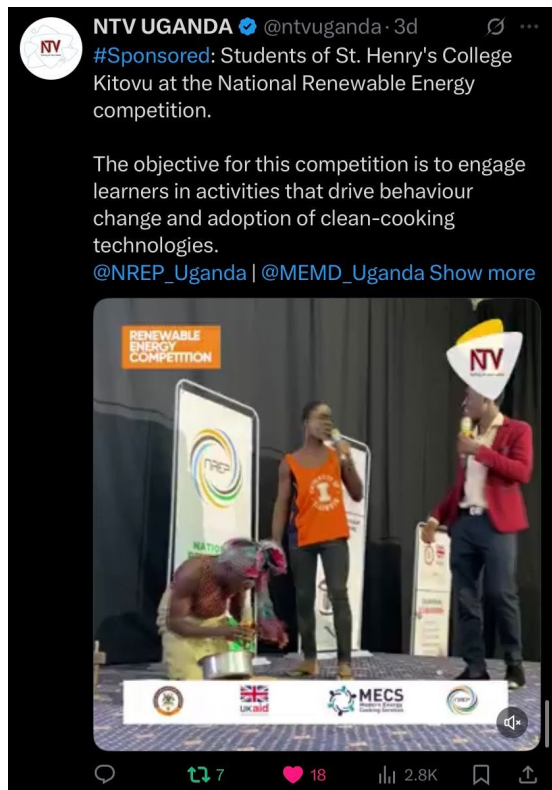 NTV UGANDA @ntvuganda · 3d
#Sponsored: Students of St. Henry's College
Kitovu at the National Renewable Energy
competition.
The objective for this competition is to engage
learners in activities that drive behaviour
change and adoption of clean-cooking
technologies.
@NREP_Uganda | @MEMD_Uganda Show more
RENEWABLE
ENERGY
COMPETITION
NTV
NTV
NREP
UKaid
MECS
Modern Energy
Cooking Services
7
18
2.8K